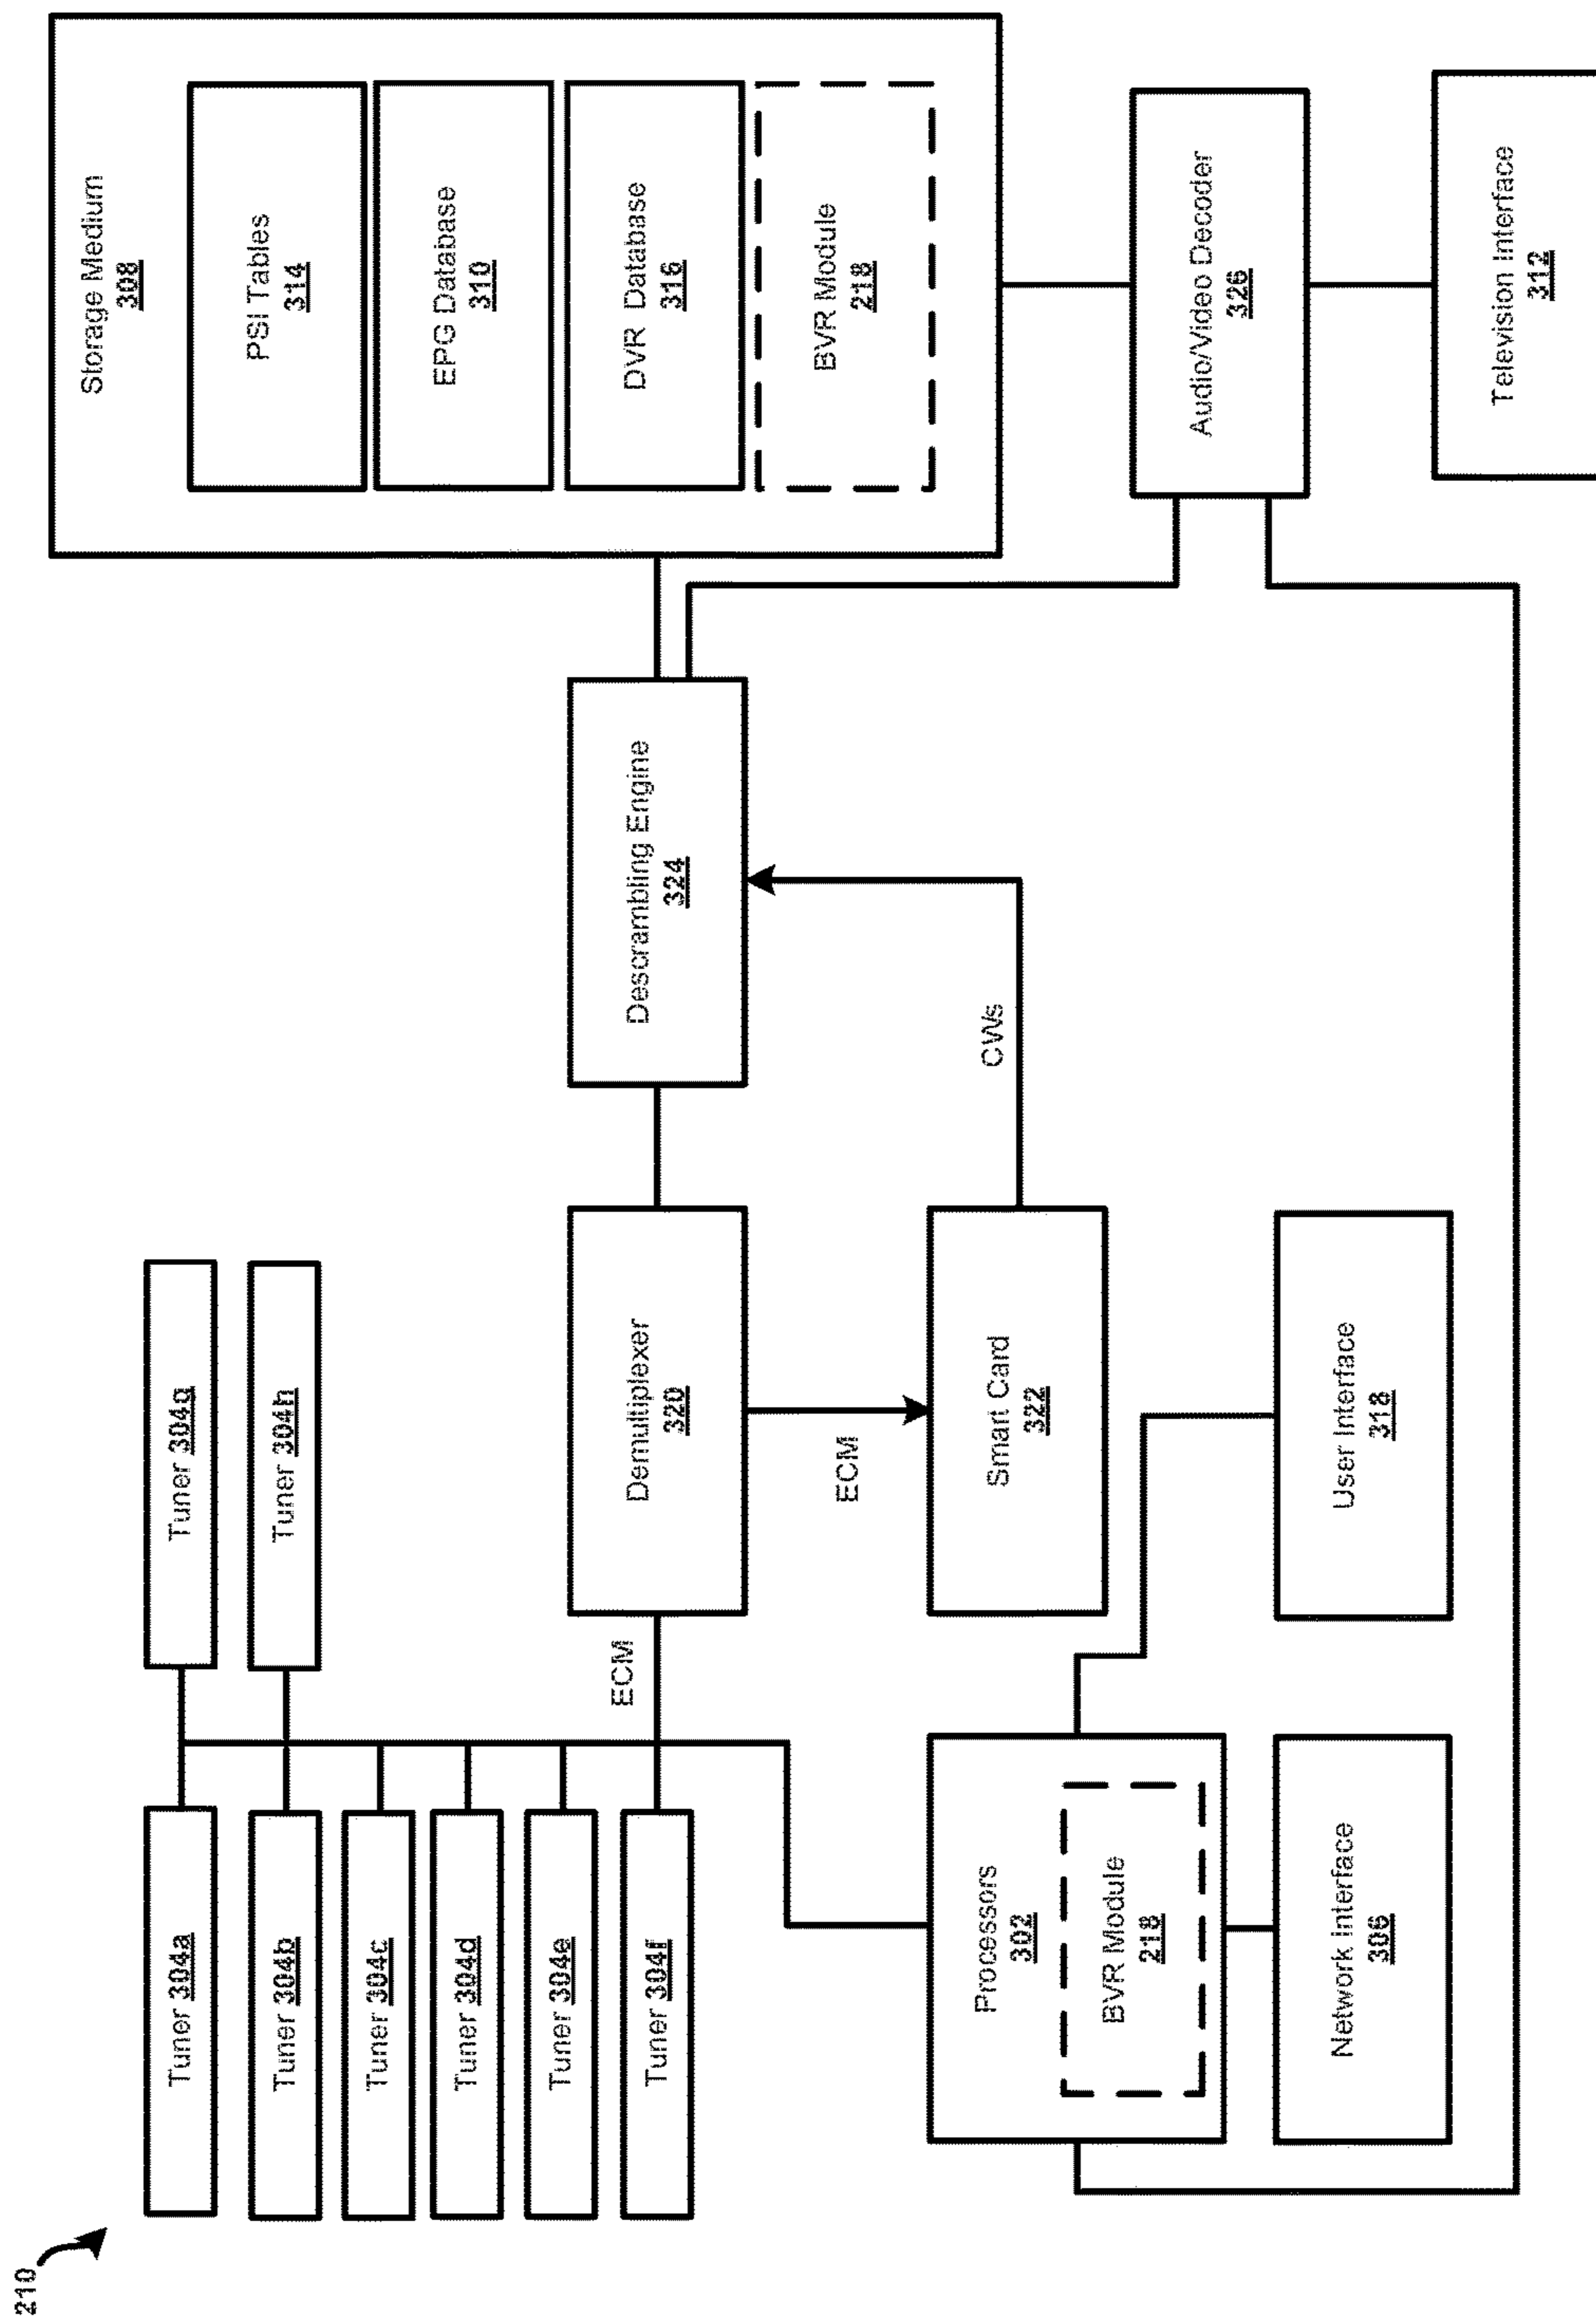 210
Tuner 304a
Tuner 304b
Tuner 304c
Tuner 304d
Tuner 304e
Tuner 304f
Tuner 304g
Tuner 304h
ECM
Demultiplexer
320
ECM
Smart Card
322
CWs
Descrambling Engine
324
Processors
302
BVR Module
218
Network Interface
306
User Interface
318
Storage Medium
308
PSI Tables
314
EPG Database
310
DVR Database
316
BVR Module
218
Audio/Video Decoder
326
Television Interface
312